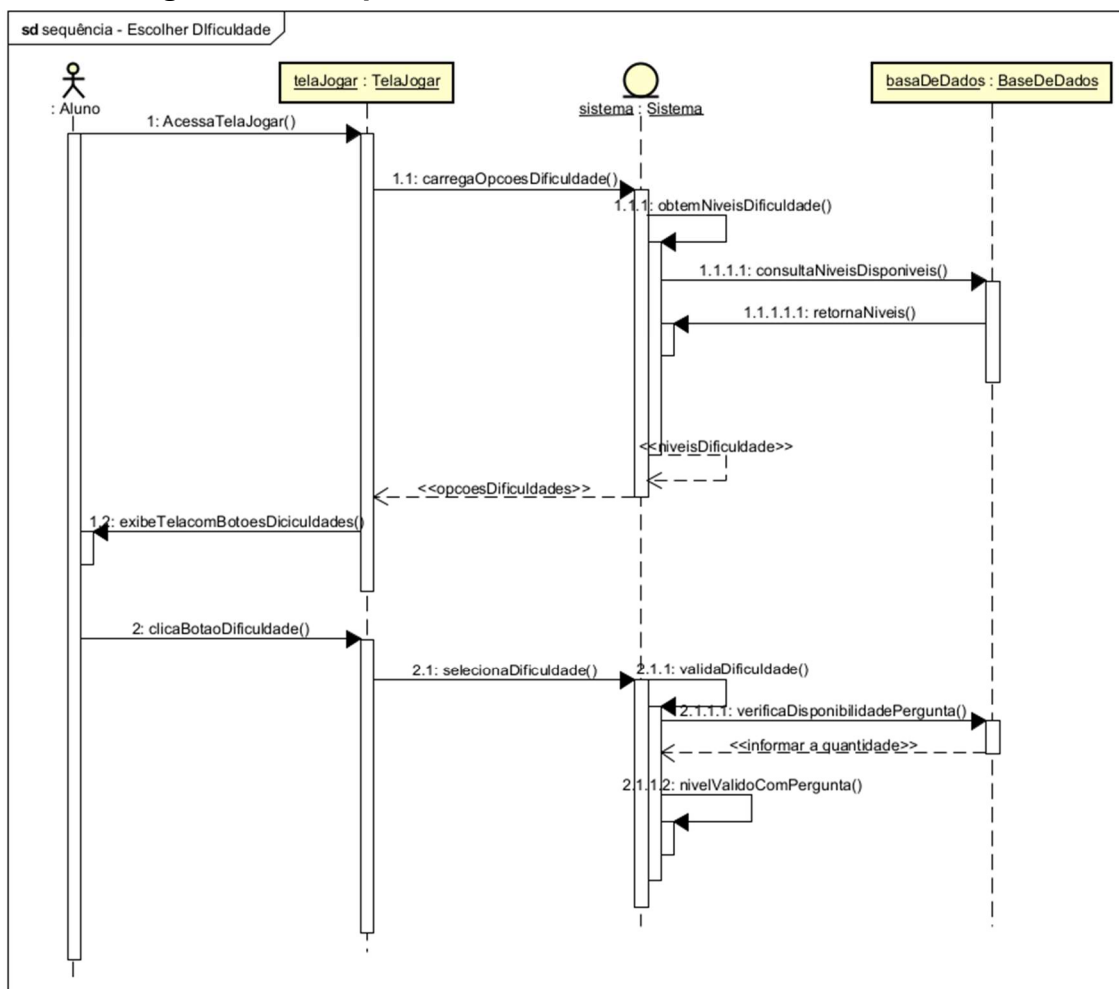 sd sequência - Escolher DIficuldade
: Aluno
telaJogar : TelaJogar
sistema : Sistema
basaDeDados : BaseDeDados
1: AcessaTelaJogar()
1.1: carregaOpcoesDificuldade()
1.1.1: obtemNiveisDificuldade()
1.1.1.1: consultaNiveisDisponiveis()
1.1.1.1.1: retornaNiveis()
<<niveisDificuldade>>
<<opcoesDificuldades>>
1.2: exibeTelacomBotoesDiciculdades()
2: clicaBotaoDificuldade()
2.1: selecionaDificuldade()
2.1.1: validaDificuldade()
2.1.1.1: verificaDisponibilidadePergunta()
<<informar a quantidade>>
2.1.1.2: nivelValidoComPergunta()